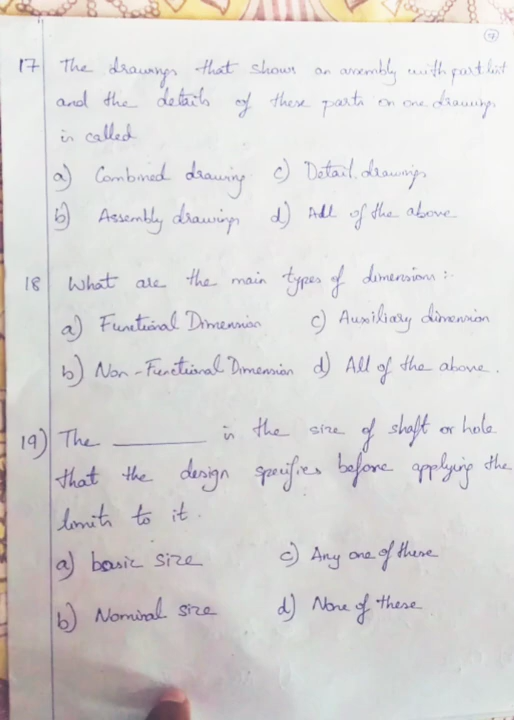 7
17 The drawings that shows an assembly with part list
and the details of these parts on one drawings
is called
a) Combined drawing c) Detail drawings
b) Assembly drawings d) All of the above
18 What are the main types of dimensions :-
a) Functional Dimension c) Auxiliary dimension
b) Non-Functional Dimension d) All of the above.
19) The ________ is the size of shaft or hole
that the design specifies before applying the
limits to it.
a) basic size c) Any one of these
b) Nominal size d) None of these